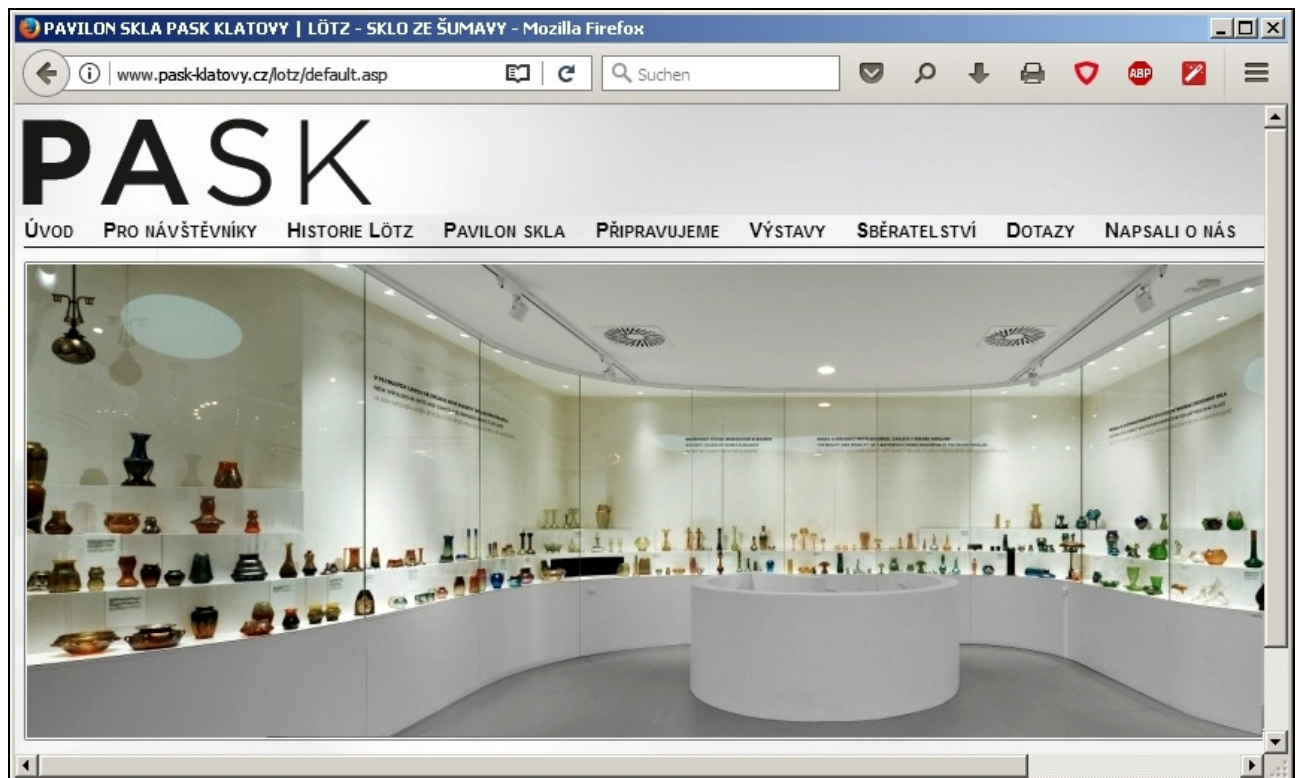 PAVILON SKLA PASK KLATOVY | LÖTZ - SKLO ZE ŠUMAVY - Mozilla Firefox
www.pask-klatovy.cz/lotz/default.asp
Suchen
ABP
PASK
ÚVOD PRO NÁVŠTĚVNÍKY HISTORIE LÖTZ PAVILON SKLA PŘIPRAVUJEME VÝSTAVY SBĚRATELSTVÍ DOTAZY NAPSALI O NÁS